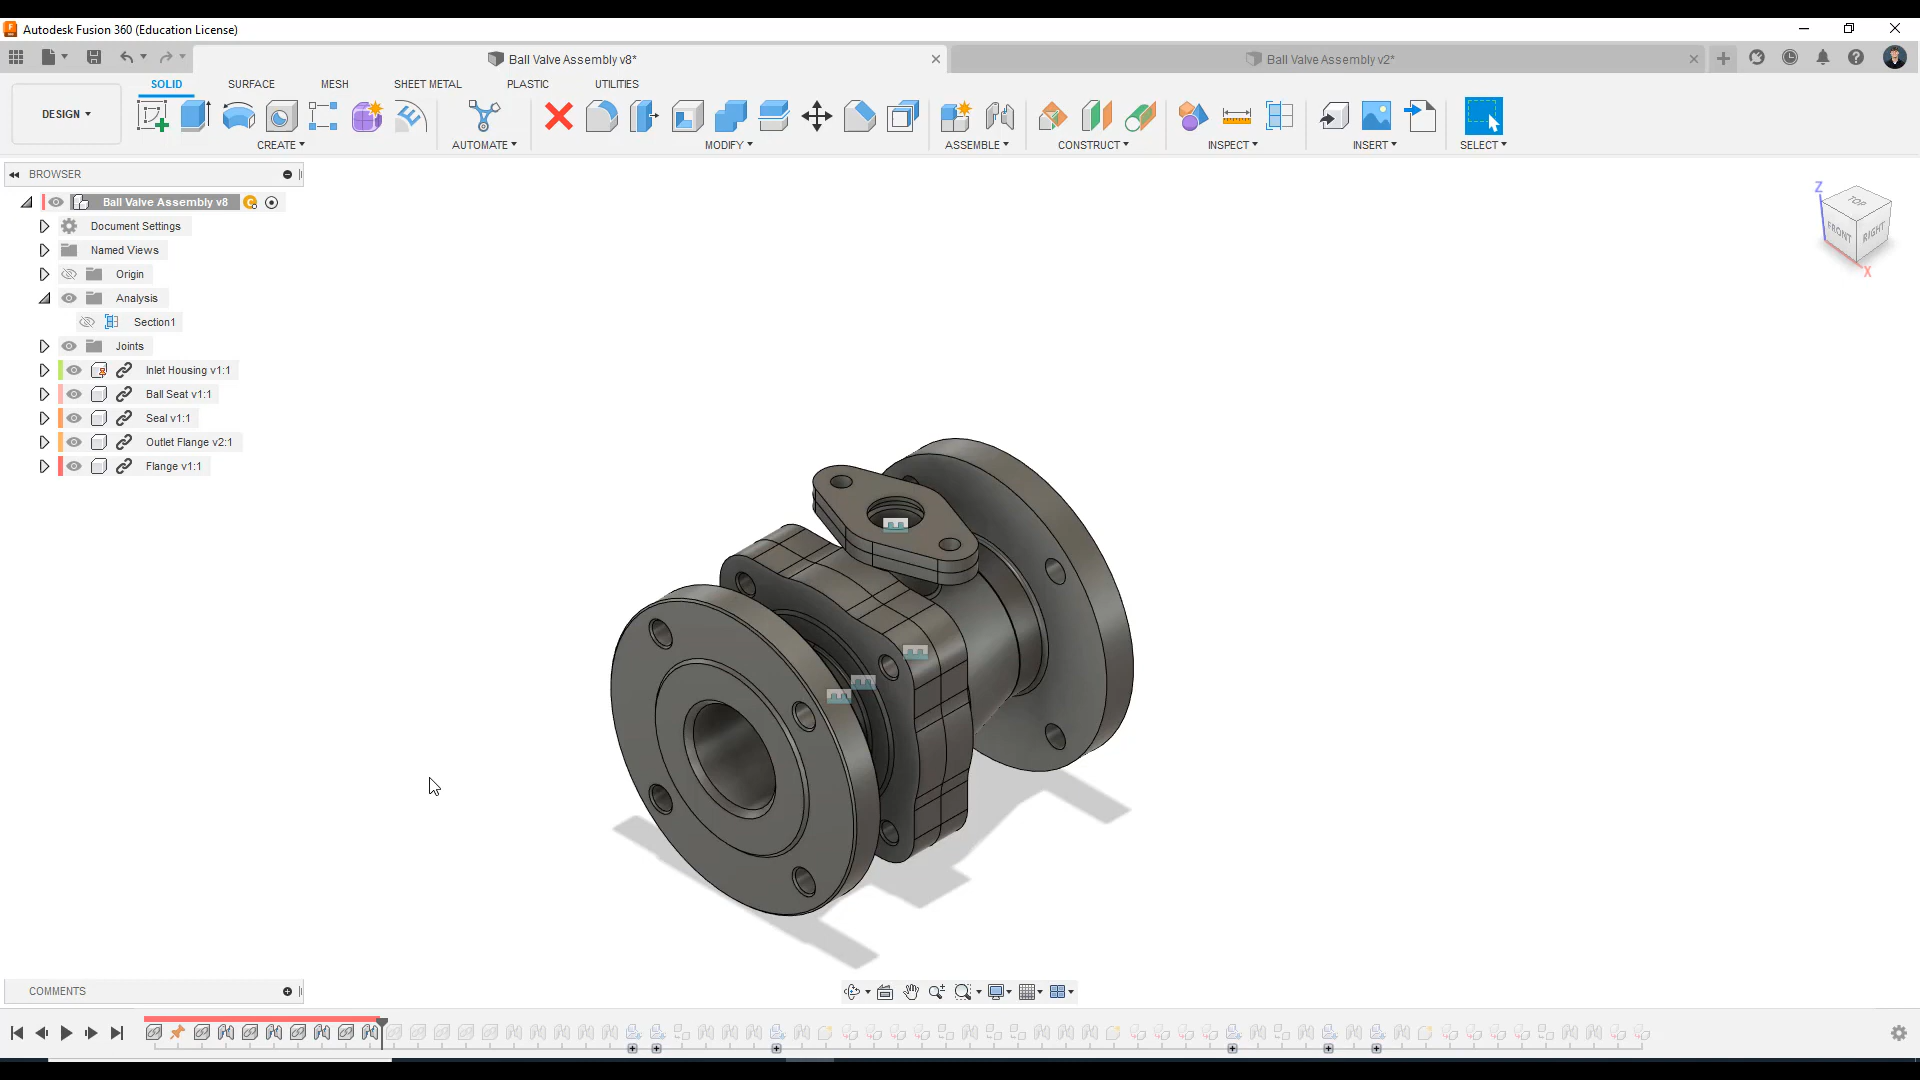 Autodesk Fusion 360 (Education License)
Ball Valve Assembly v8*
Ball Valve Assembly v2*
SOLID
SURFACE
MESH
SHEET METAL
PLASTIC
UTILITIES
DESIGN
CREATE
AUTOMATE
MODIFY
ASSEMBLE
CONSTRUCT
INSPECT
INSERT
SELECT
BROWSER
Ball Valve Assembly v8
Document Settings
Named Views
Origin
Analysis
Section1
Joints
Inlet Housing v1:1
Ball Seat v1:1
Seal v1:1
Outlet Flange v2:1
Flange v1:1
Z
TOP
FRONT
RIGHT
X
COMMENTS